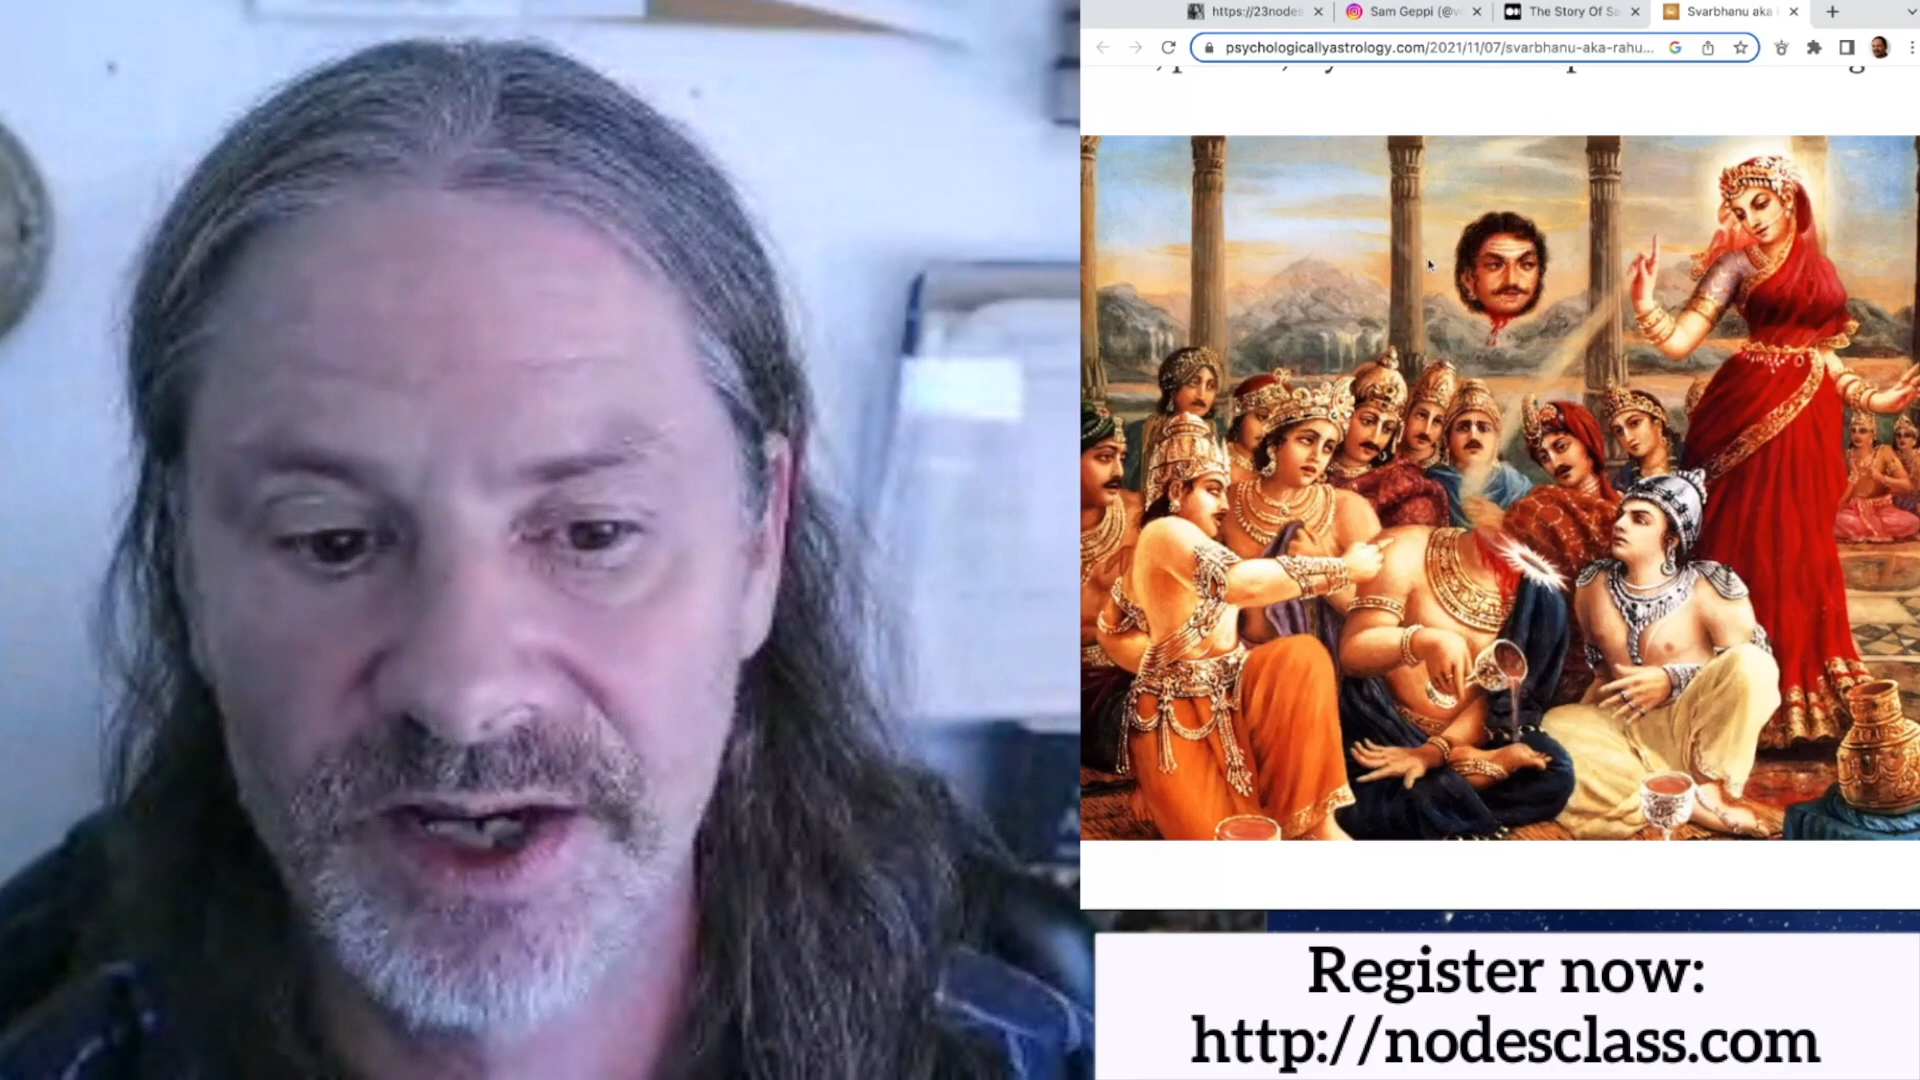 https://23nodes
Sam Geppi (@v
The Story Of Sa
Svarbhanu aka
psychologicallyastrology.com/2021/11/07/svarbhanu-aka-rahu...
Register now:
http://nodesclass.com